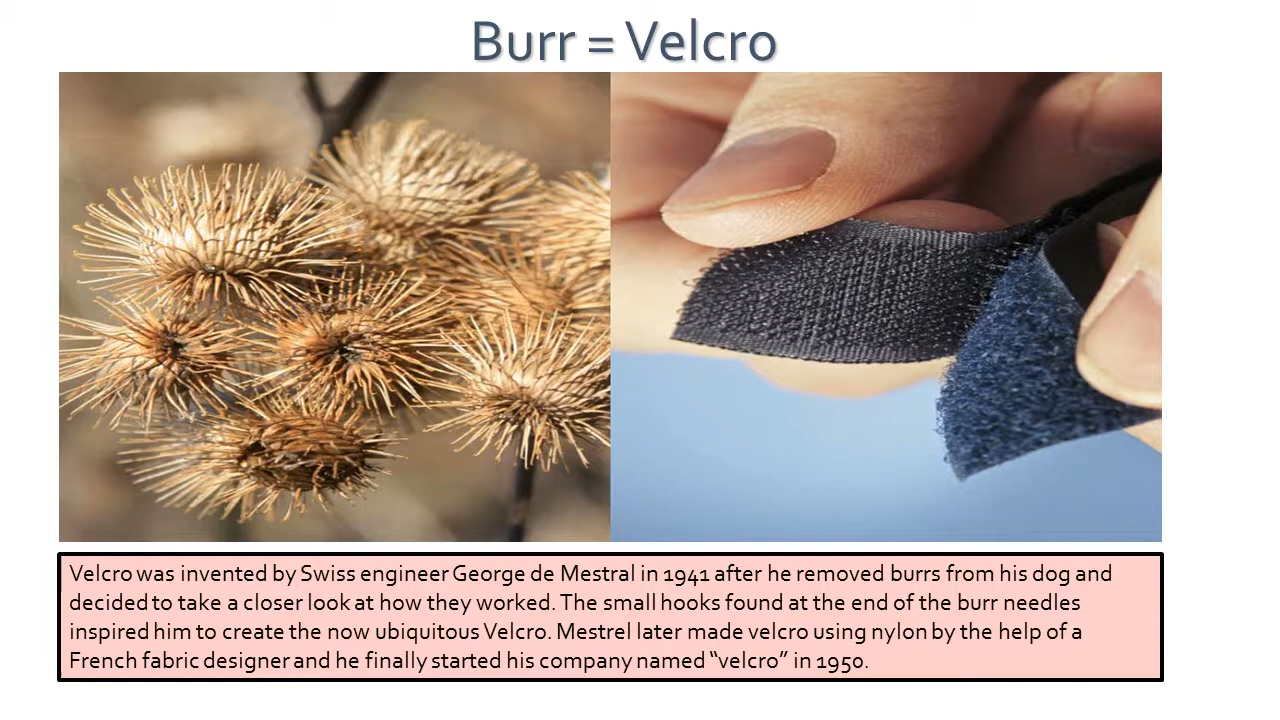 Burr = Velcro
Velcro was invented by Swiss engineer George de Mestral in 1941 after he removed burrs from his dog and
decided to take a closer look at how they worked. The small hooks found at the end of the burr needles
inspired him to create the now ubiquitous Velcro. Mestrel later made velcro using nylon by the help of a
French fabric designer and he finally started his company named “velcro” in 1950.